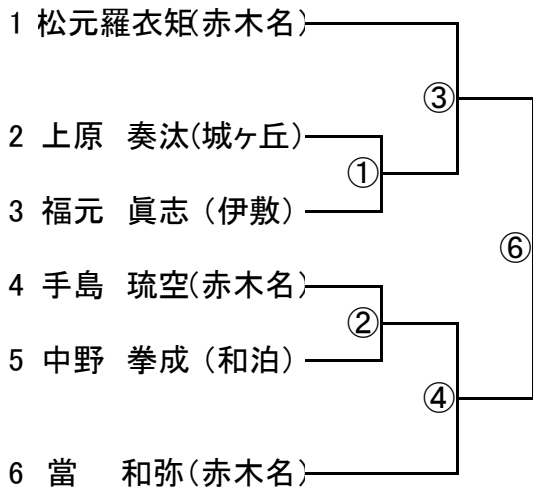 1 松元羅衣矩(赤木名)
③
2 上原 奏汰(城ヶ丘)
①
3 福元 眞志(伊敷)
⑥
4 手島 琉空(赤木名)
②
5 中野 拳成(和泊)
④
6 當 和弥(赤木名)